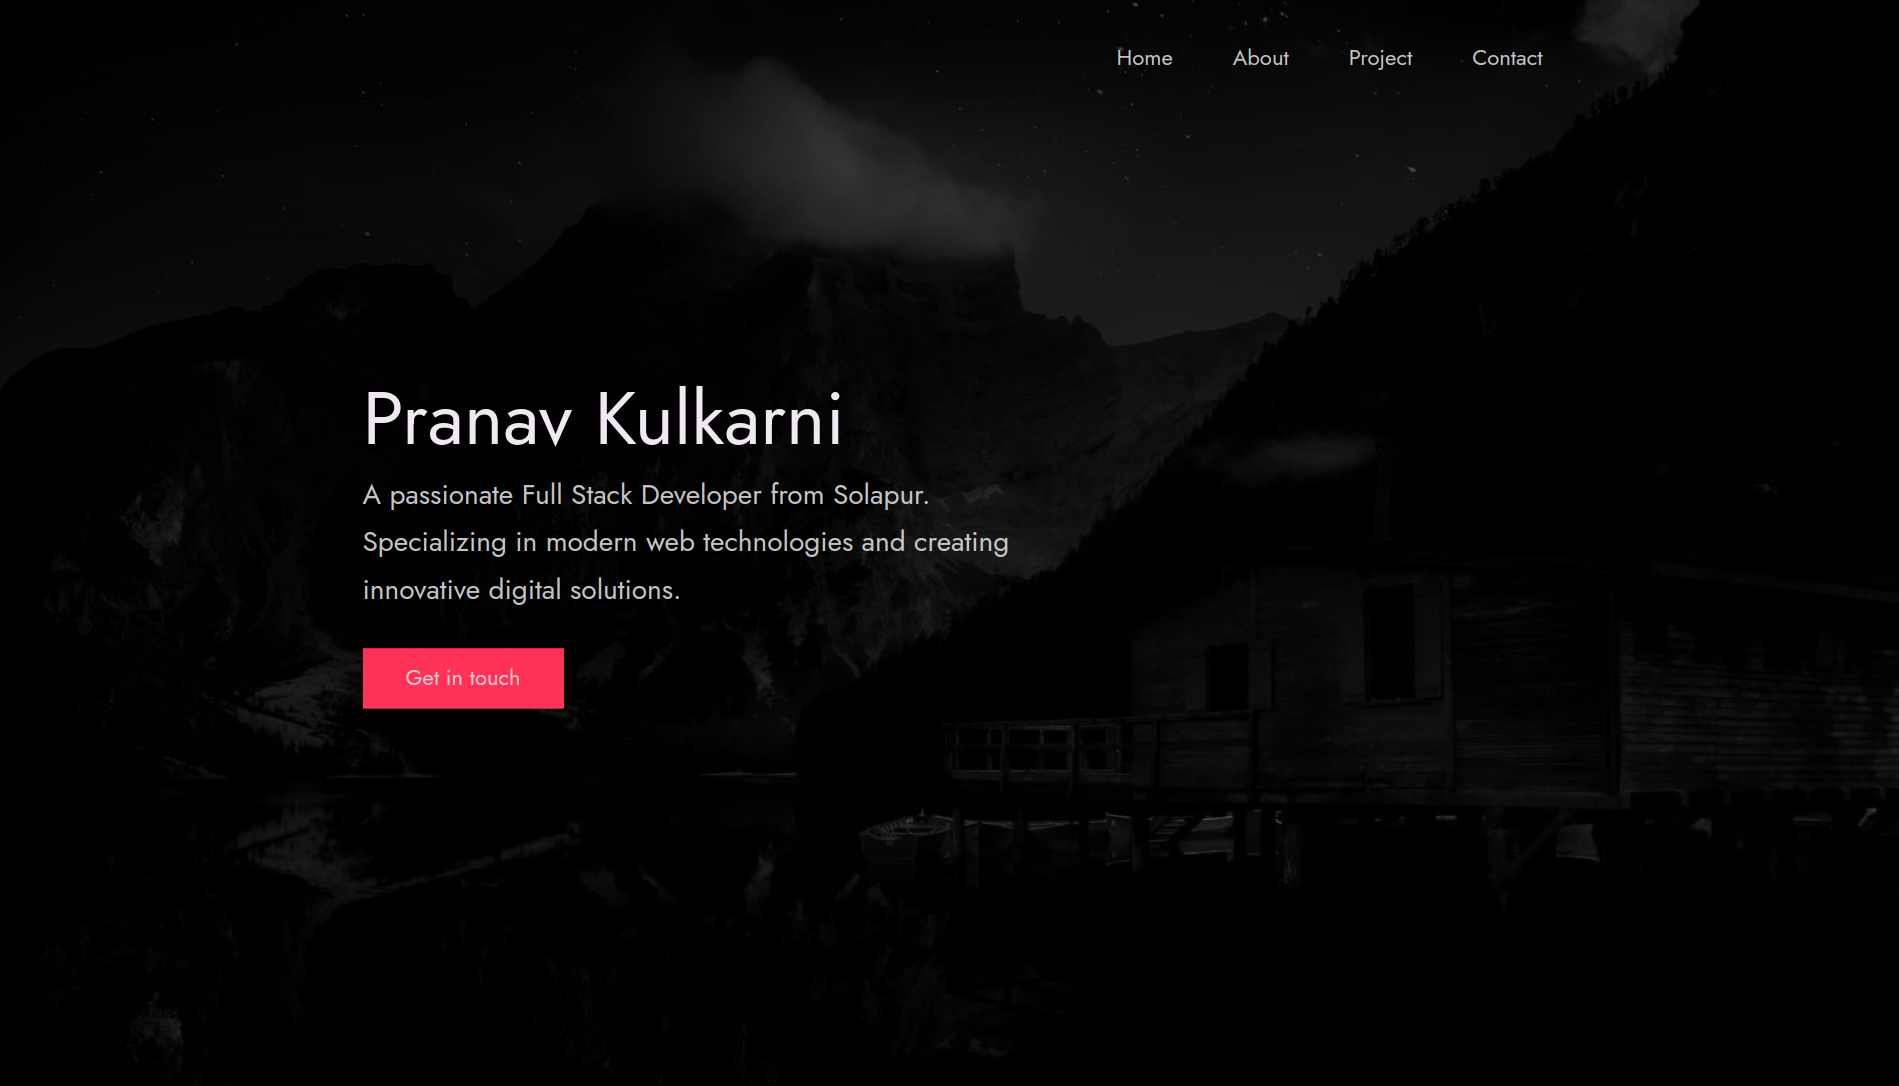 Home About Project Contact
Pranav Kulkarni
A passionate Full Stack Developer from Solapur.
Specializing in modern web technologies and creating
innovative digital solutions.
Get in touch